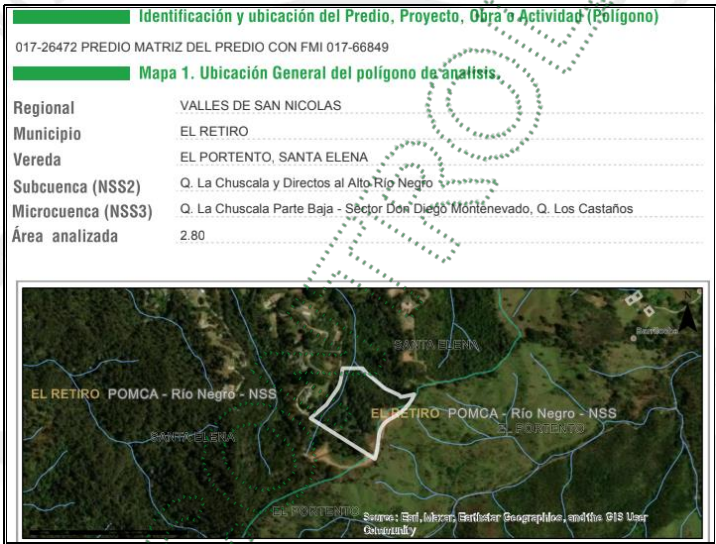 Identificación y ubicación del Predio, Proyecto, Obra o Actividad (Polígono)
017-26472 PREDIO MATRIZ DEL PREDIO CON FMI 017-66849
Mapa 1. Ubicación General del polígono de analisis.
Regional VALLES DE SAN NICOLAS
Municipio EL RETIRO
Vereda EL PORTENTO, SANTA ELENA
Subcuenca (NSS2) Q. La Chuscala y Directos al Alto Río Negro
Microcuenca (NSS3) Q. La Chuscala Parte Baja - Sector Don Diego Montenevado, Q. Los Castaños
Área analizada 2.80
SANTA ELENA
EL RETIRO POMCA - Río Negro - NSS
EL RETIRO POMCA - Río Negro - NSS
EL PORTENTO
SANTA ELENA
EL PORTENTO
Source: Esri, Maxar, Earthstar Geographics, and the GIS User
Community